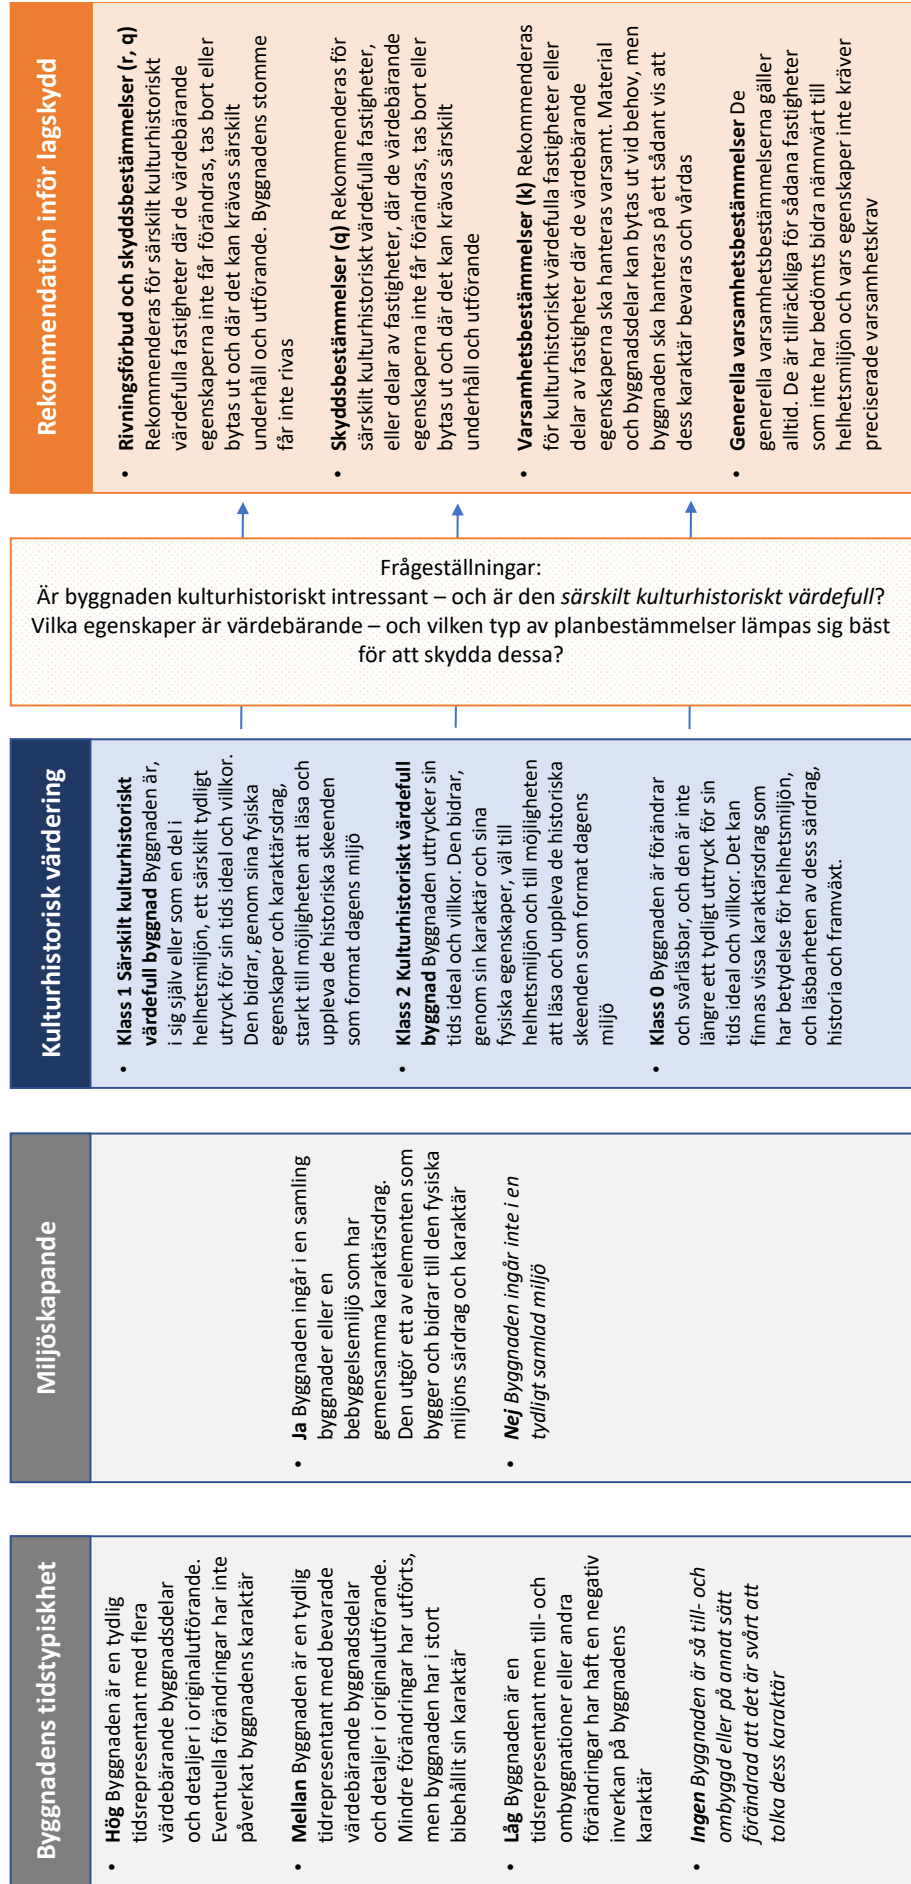 Byggnadens tidstypiskhet
• Hög Byggnaden är en tydlig
tidsrepresentant med flera
värdebärande byggnadsdelar
och detaljer i originalutförande.
Eventuella förändringar har inte
påverkat byggnadens karaktär
• Mellan Byggnaden är en tydlig
tidrepresentant med bevarade
värdebärande byggnadsdelar
och detaljer i originalutförande.
Mindre förändringar har utförts,
men byggnaden har i stort
bibehållit sin karaktär
• Låg Byggnaden är en
tidsrepresentant men till- och
ombyggnationer eller andra
förändringar har haft en negativ
inverkan på byggnadens
karaktär
• Ingen Byggnaden är så till- och
ombyggd eller på annat sätt
förändrad att det är svårt att
tolka dess karaktär
Miljöskapande
• Ja Byggnaden ingår i en samling
byggnader eller en
bebyggelsemiljö som har
gemensamma karaktärsdrag.
Den utgör ett av elementen som
bygger och bidrar till den fysiska
miljöns särdrag och karaktär
• Nej Byggnaden ingår inte i en
tydligt samlad miljö
Kulturhistorisk värdering
• Klass 1 Särskilt kulturhistoriskt
värdefull byggnad Byggnaden är,
i sig själv eller som en del i
helhetsmiljön, ett särskilt tydligt
utryck för sin tids ideal och villkor.
Den bidrar, genom sina fysiska
egenskaper och karaktärsdrag,
starkt till möjligheten att läsa och
uppleva de historiska skeenden
som format dagens miljö
• Klass 2 Kulturhistoriskt värdefull
byggnad Byggnaden uttrycker sin
tids ideal och villkor. Den bidrar,
genom sin karaktär och sina
fysiska egenskaper, väl till
helhetsmiljön och till möjligheten
att läsa och uppleva de historiska
skeenden som format dagens
miljö
• Klass 0 Byggnaden är förändrar
och svårläsbar, och den är inte
längre ett tydligt uttryck för sin
tids ideal och villkor. Det kan
finnas vissa karaktärsdrag som
har betydelse för helhetsmiljön,
och läsbarheten av dess särdrag,
historia och framväxt.
Frågeställningar:
Är byggnaden kulturhistoriskt intressant – och är den särskilt kulturhistoriskt värdefull?
Vilka egenskaper är värdebärande – och vilken typ av planbestämmelser lämpas sig bäst
för att skydda dessa?
Rekommendation inför lagskydd
• Rivningsförbud och skyddsbestämmelser (r, q)
Rekommenderas för särskilt kulturhistoriskt
värdefulla fastigheter där de värdebärande
egenskaperna inte får förändras, tas bort eller
bytas ut och där det kan krävas särskilt
underhåll och utförande. Byggnadens stomme
får inte rivas
• Skyddsbestämmelser (q) Rekommenderas för
särskilt kulturhistoriskt värdefulla fastigheter,
eller delar av fastigheter, där de värdebärande
egenskaperna inte får förändras, tas bort eller
bytas ut och där det kan krävas särskilt
underhåll och utförande
• Varsamhetsbestämmelser (k) Rekommenderas
för kulturhistoriskt värdefulla fastigheter eller
delar av fastigheter där de värdebärande
egenskaperna ska hanteras varsamt. Material
och byggnadsdelar kan bytas ut vid behov, men
byggnaden ska hanteras på ett sådant vis att
dess karaktär bevaras och vårdas
• Generella varsamhetsbestämmelser De
generella varsamhetsbestämmelserna gäller
alltid. De är tillräckliga för sådana fastigheter
som inte har bedömts bidra nämnvärt till
helhetsmiljön och vars egenskaper inte kräver
preciserade varsamhetskrav